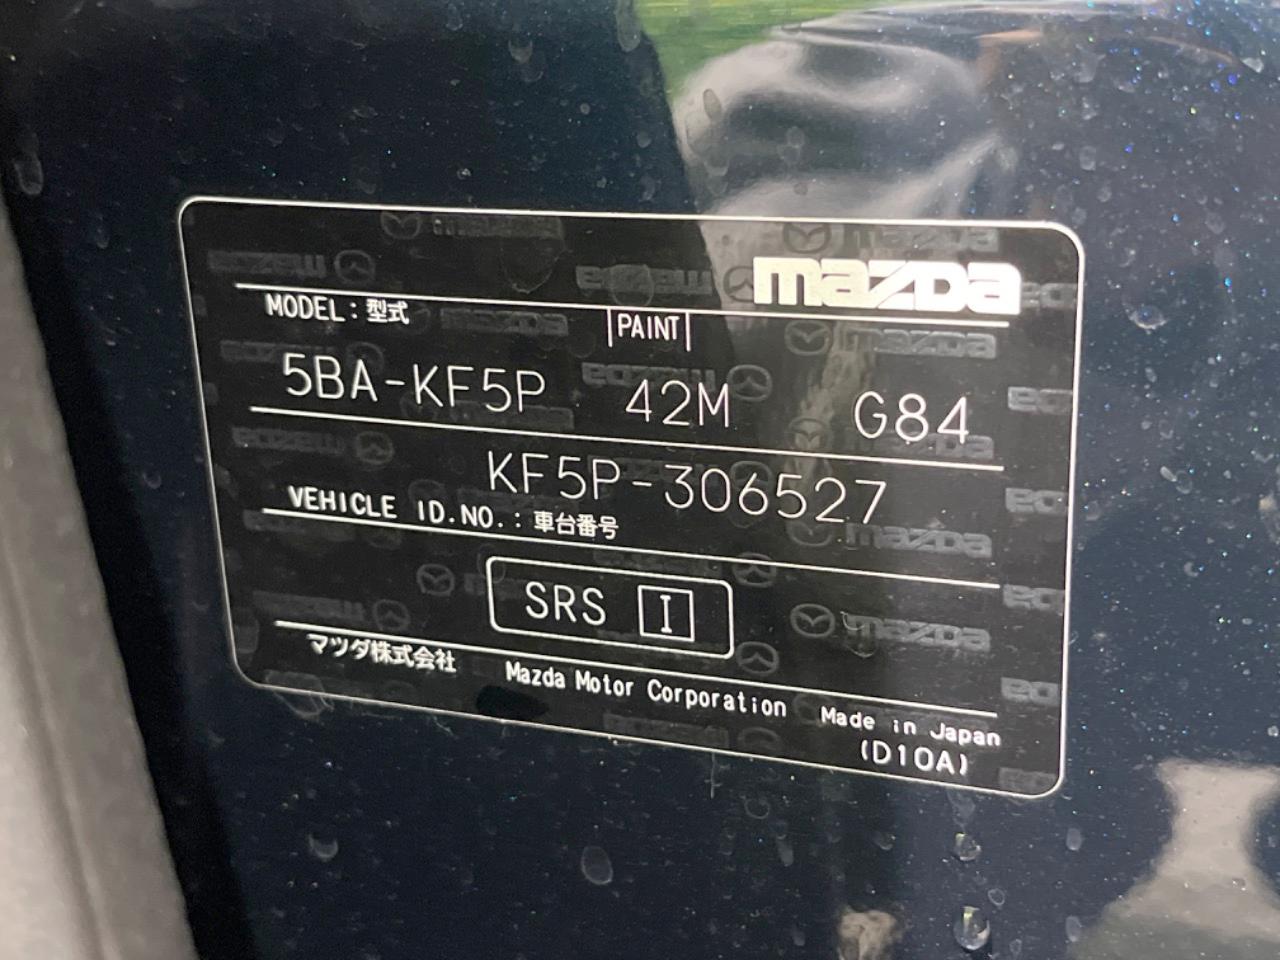 mazda
MODEL：型式
PAINT
5BA-KF5P 42M G84
KF5P-306527
VEHICLE ID.NO.：車台番号
SRS I
マツダ株式会社 Mazda Motor Corporation Made in Japan
(D10A)